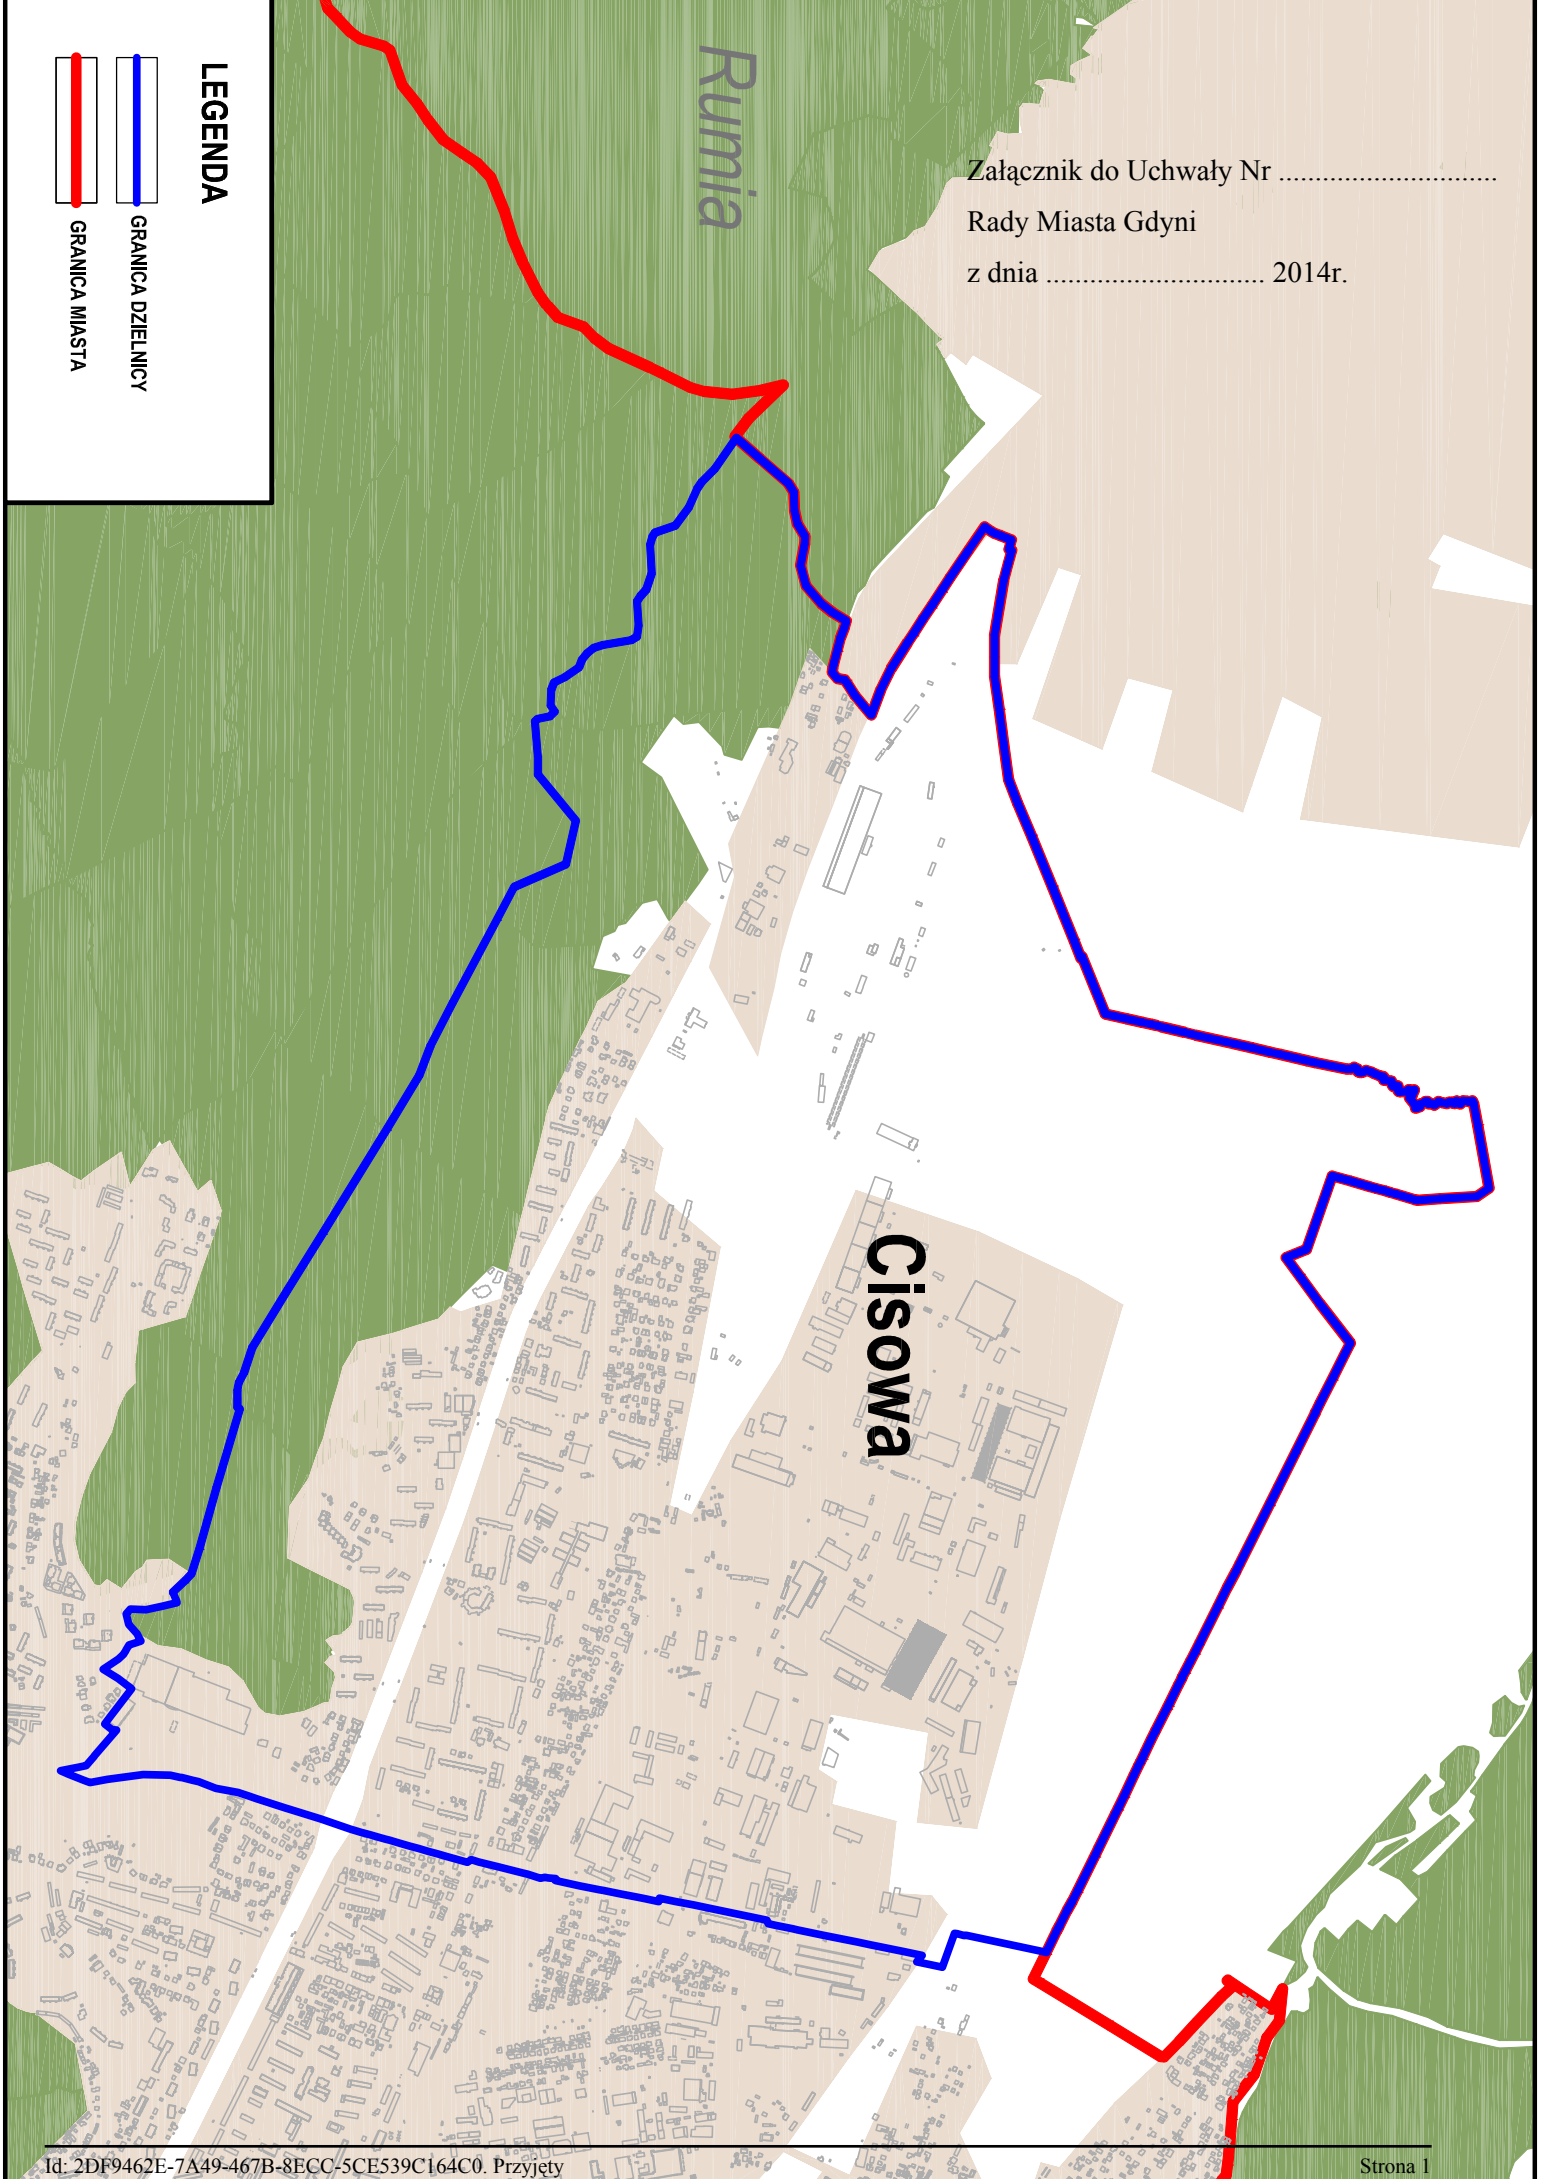 Załącznik do Uchwały Nr ..............................
Rady Miasta Gdyni
z dnia .............................. 2014r.
LEGENDA
GRANICA DZIELNICY
GRANICA MIASTA
Rumia
Cisowa
Id: 2DF9462E-7A49-467B-8ECC-5CE539C164C0. Przyjęty
Strona 1